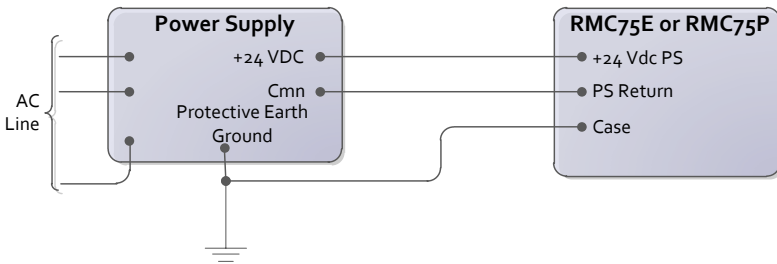 Power Supply
+24 VDC
Cmn
Protective Earth
Ground
AC
Line
RMC75E or RMC75P
+24 Vdc PS
PS Return
Case